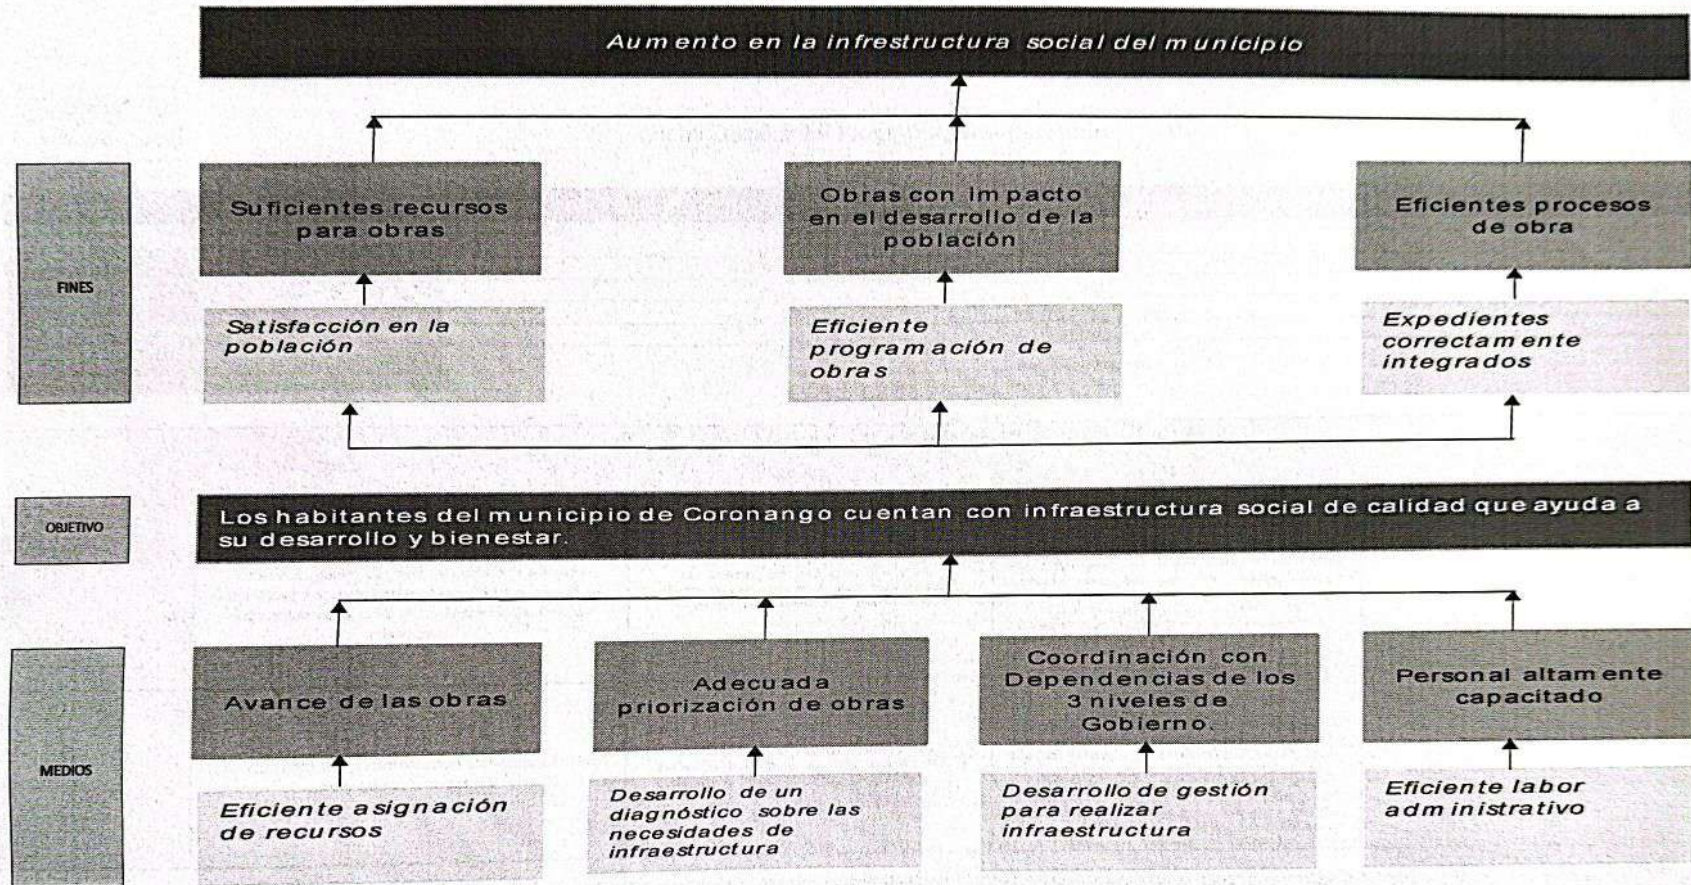 Aumento en la infrestructura social del municipio
FINES
Suficientes recursos
para obras
Obras con Impacto
en el desarrollo de la
población
Eficientes procesos
de obra
Satisfacción en la
población
Eficiente
programación de
obras
Expedientes
correctamente
integrados
OBJETIVO
Los habitantes del municipio de Coronango cuentan con infraestructura social de calidad que ayuda a
su desarrollo y bienestar.
MEDIOS
Avance de las obras
Adecuada
priorización de obras
Coordinación con
Dependencias de los
3 niveles de
Gobierno.
Personal altamente
capacitado
Eficiente asignación
de recursos
Desarrollo de un
diagnóstico sobre las
necesidades de
infraestructura
Desarrollo de gestión
para realizar
infraestructura
Eficiente labor
administrativo